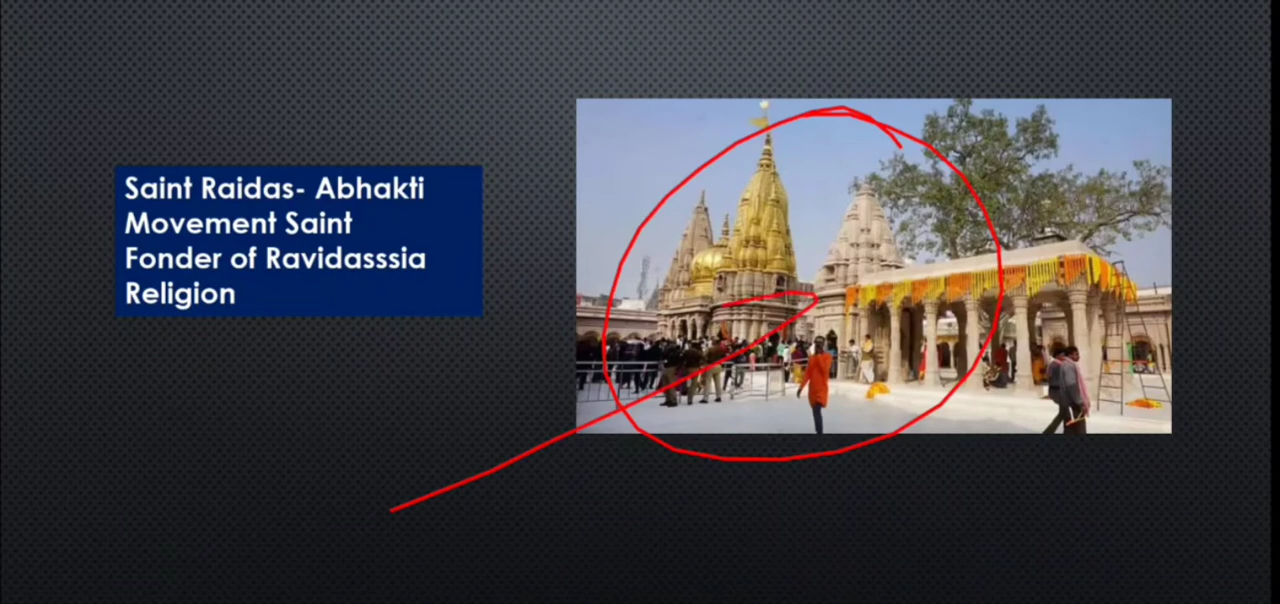 Saint Raidas- Abhakti
Movement Saint
Fonder of Ravidasssia
Religion